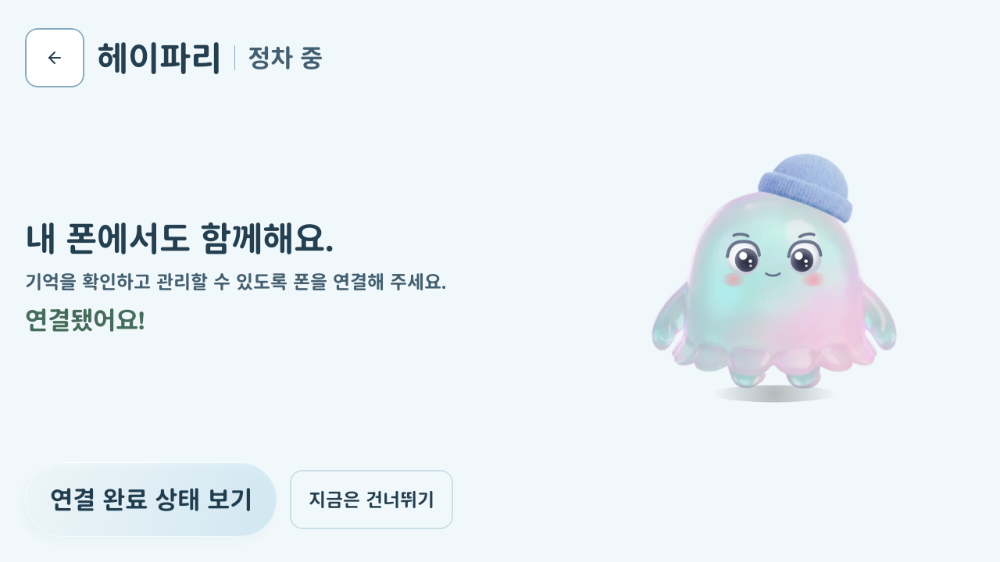 헤이파리
정차 중
내 폰에서도 함께해요.
기억을 확인하고 관리할 수 있도록 폰을 연결해 주세요.
연결됐어요!
연결 완료 상태 보기
지금은 건너뛰기